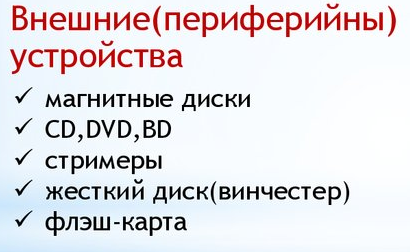 Внешние(периферийны)
устройства
✓ магнитные диски
✓ CD,DVD,BD
✓ стримеры
✓ жесткий диск(винчестер)
✓ флэш-карта